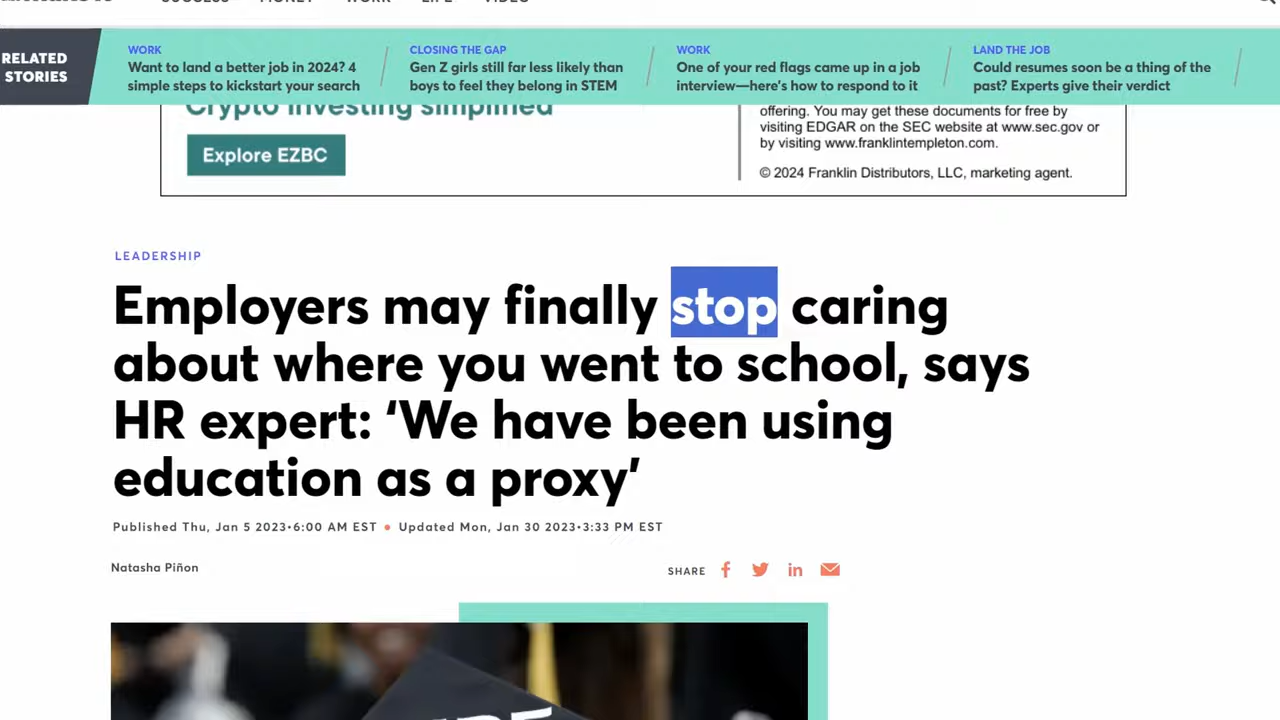 SUCCESS MONEY WORK LIFE VIDEO
RELATED STORIES
WORK
Want to land a better job in 2024? 4
simple steps to kickstart your search
CLOSING THE GAP
Gen Z girls still far less likely than
boys to feel they belong in STEM
WORK
One of your red flags came up in a job
interview—here's how to respond to it
LAND THE JOB
Could resumes soon be a thing of the
past? Experts give their verdict
Crypto investing simplified
Explore EZBC
offering. You may get these documents for free by
visiting EDGAR on the SEC website at www.sec.gov or
by visiting www.franklintempleton.com.
© 2024 Franklin Distributors, LLC, marketing agent.
LEADERSHIP
Employers may finally stop caring
about where you went to school, says
HR expert: ‘We have been using
education as a proxy’
Published Thu, Jan 5 2023•6:00 AM EST • Updated Mon, Jan 30 2023•3:33 PM EST
Natasha Piñon
SHARE